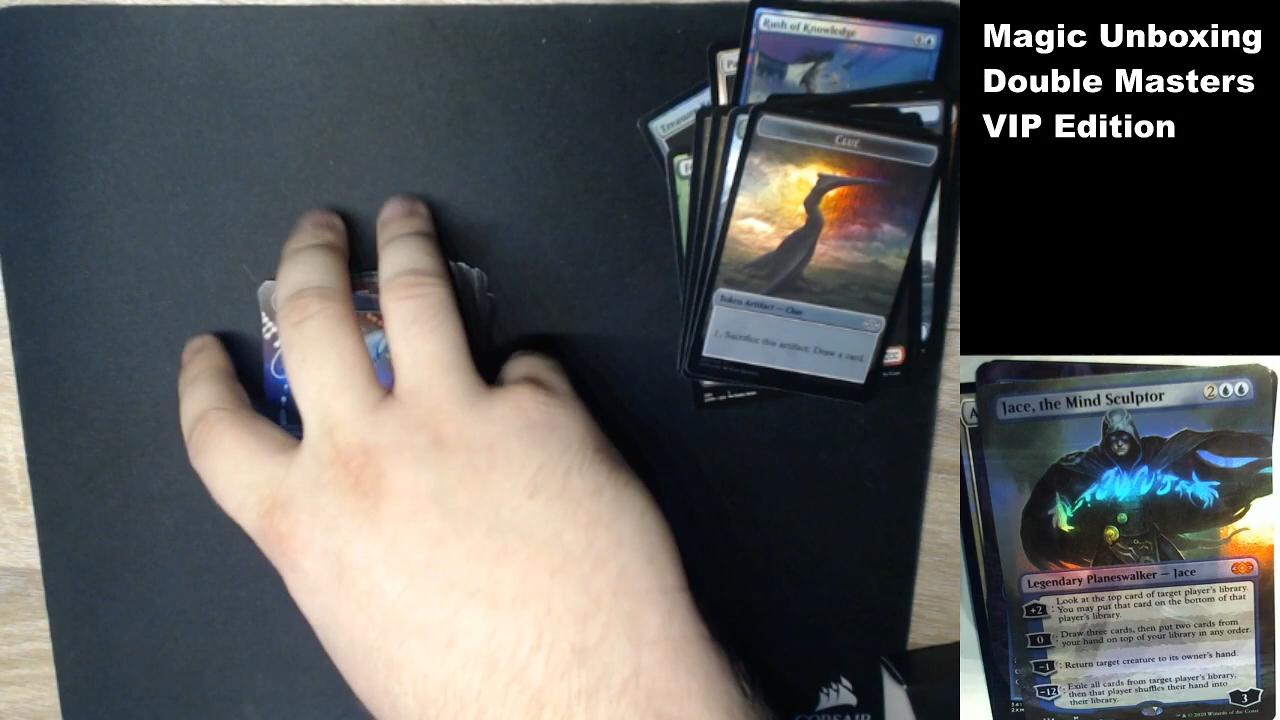 Magic Unboxing
Double Masters
VIP Edition
Rush of Knowledge
Clue
Token Artifact — Clue
, Sacrifice this artifact: Draw a card.
CORSAIR
Jace, the Mind Sculptor 2
Legendary Planeswalker — Jace
+2: Look at the top card of target player's library.
You may put that card on the bottom of that
player's library.
0: Draw three cards, then put two cards from
your hand on top of your library in any order.
-1: Return target creature to its owner's hand.
-12: Exile all cards from target player's library,
then that player shuffles their hand into
their library.
3